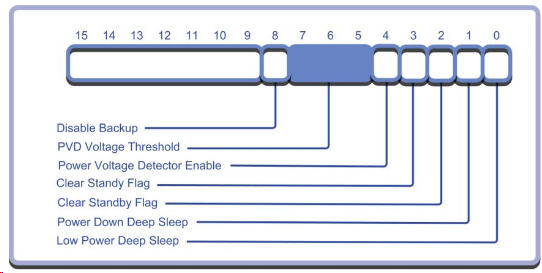 15 14 13 12 11 10 9 8 7 6 5 4 3 2 1 0
Disable Backup
PVD Voltage Threshold
Power Voltage Detector Enable
Clear Standy Flag
Clear Standby Flag
Power Down Deep Sleep
Low Power Deep Sleep